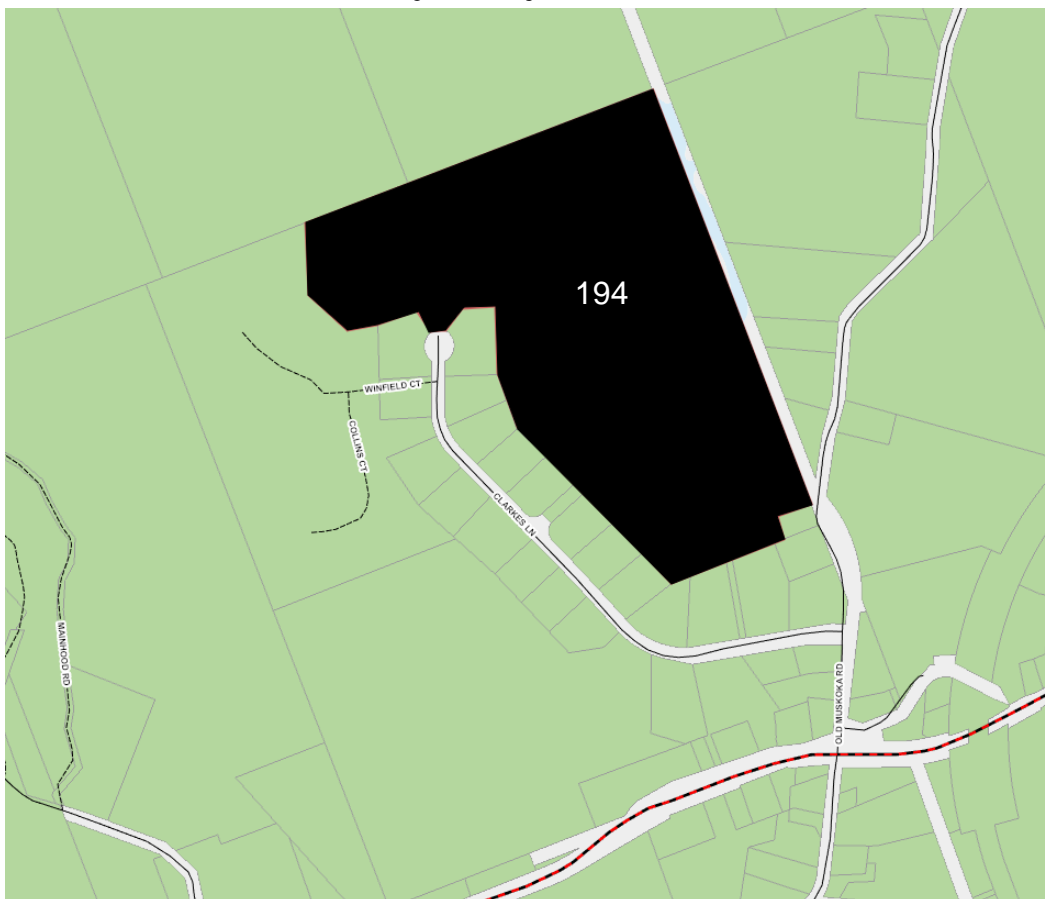 194
WINFIELD CT
COLLINS CT
CLARKES LN
MAINHOOD RD
OLD MUSKOKA RD